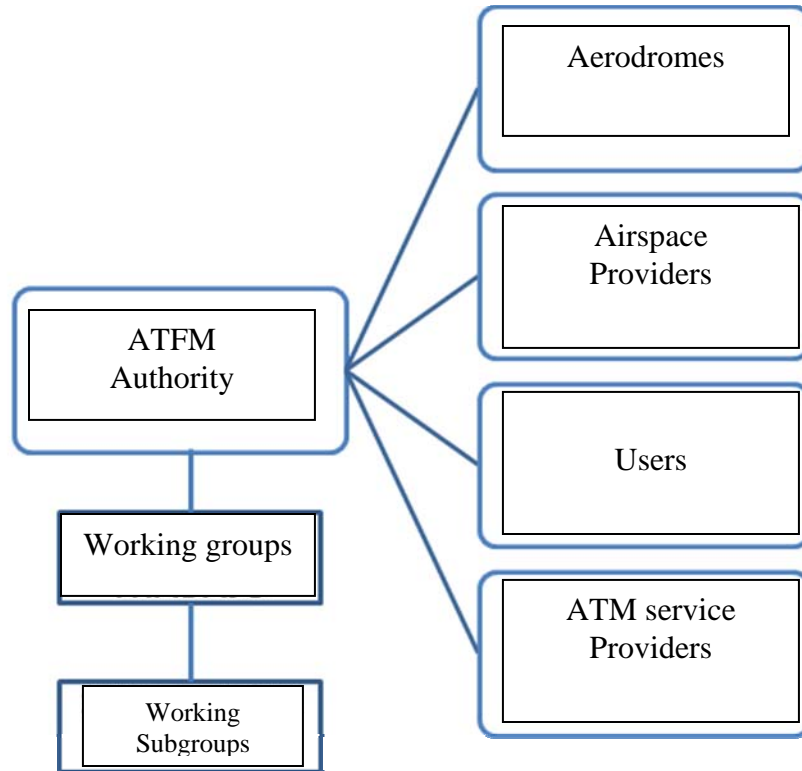 Aerodromes
Airspace
Providers
ATFM
Authority
Users
Working groups
ATM service
Providers
Working
Subgroups